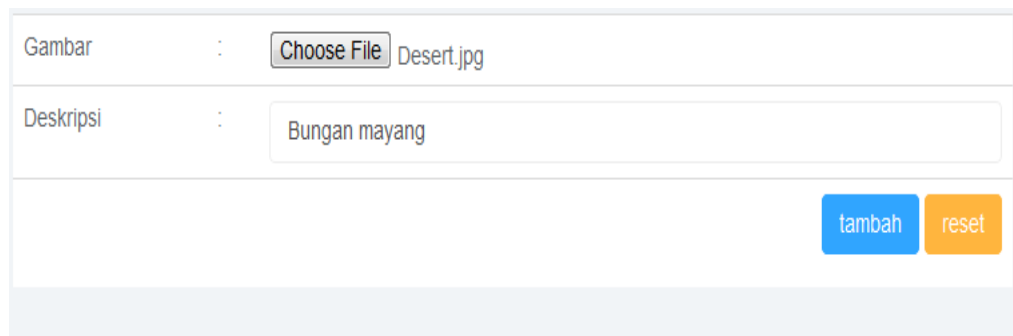 Gambar : Choose File Desert.jpg
Deskripsi : Bungan mayang
tambah reset